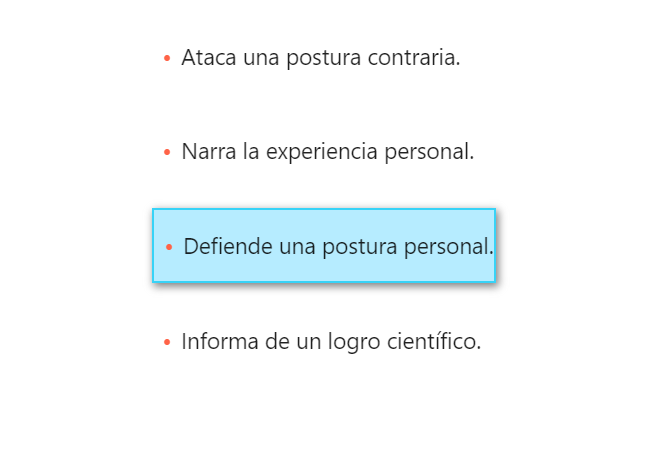 • Ataca una postura contraria.
• Narra la experiencia personal.
• Defiende una postura personal.
• Informa de un logro científico.